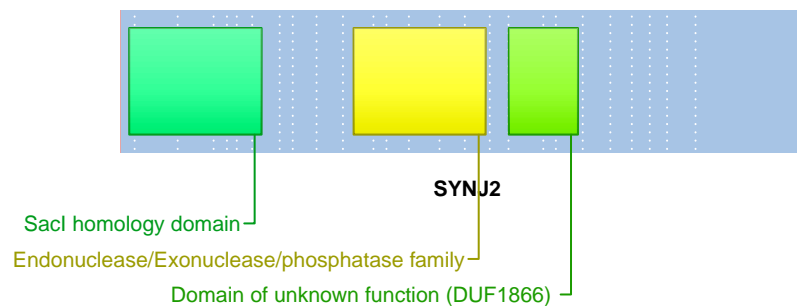 SYNJ2
SacI homology domain
Endonuclease/Exonuclease/phosphatase family
Domain of unknown function (DUF1866)